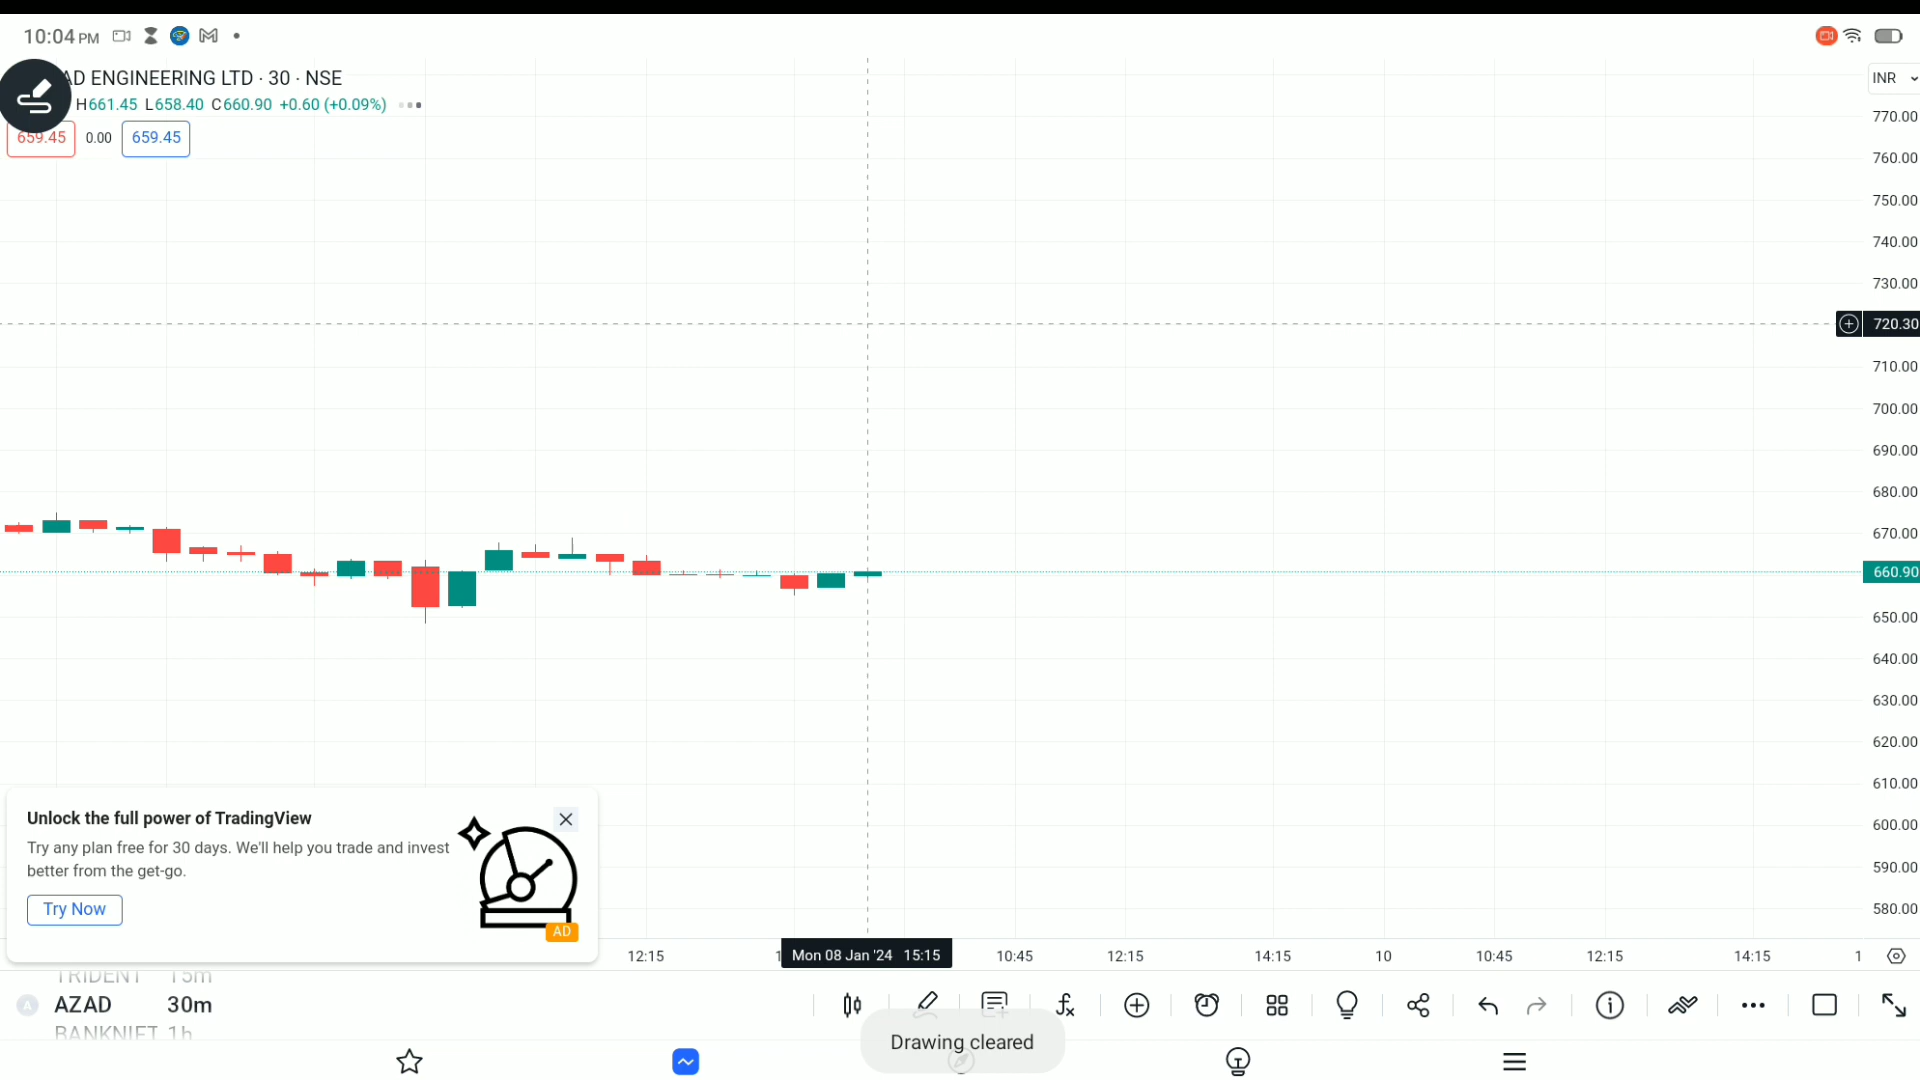 10:04 PM
AD ENGINEERING LTD · 30 · NSE
INR
H661.45 L658.40 C660.90 +0.60 (+0.09%)
659.45 0.00 659.45
770.00
760.00
750.00
740.00
730.00
720.30
710.00
700.00
690.00
680.00
670.00
660.90
650.00
640.00
630.00
620.00
610.00
600.00
590.00
580.00
Unlock the full power of TradingView
Try any plan free for 30 days. We'll help you trade and invest
better from the get-go.
Try Now
AD
12:15 1 Mon 08 Jan '24 15:15 10:45 12:15 14:15 10 10:45 12:15 14:15 1
TRIDENT 15m
A AZAD 30m
BANKNIFT 1h
Drawing cleared